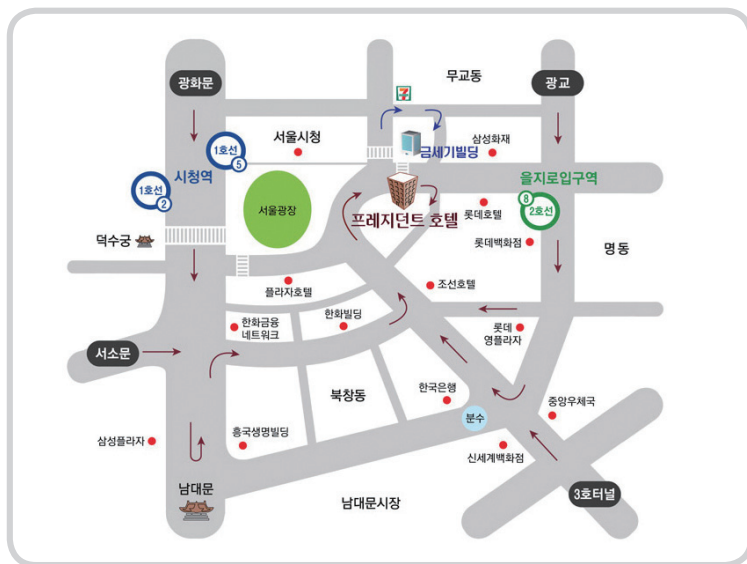 무교동
광화문
광교
7
서울시청
삼성화재
금세기빌딩
1호선
5
시청역
1호선
2
을지로입구역
8
2호선
서울광장
프레지던트 호텔
롯데호텔
롯데백화점
명동
덕수궁
플라자호텔
조선호텔
한화금융
네트워크
한화빌딩
롯데
영플라자
서소문
북창동
한국은행
분수
중앙우체국
삼성플라자
흥국생명빌딩
신세계백화점
남대문
남대문시장
3호터널